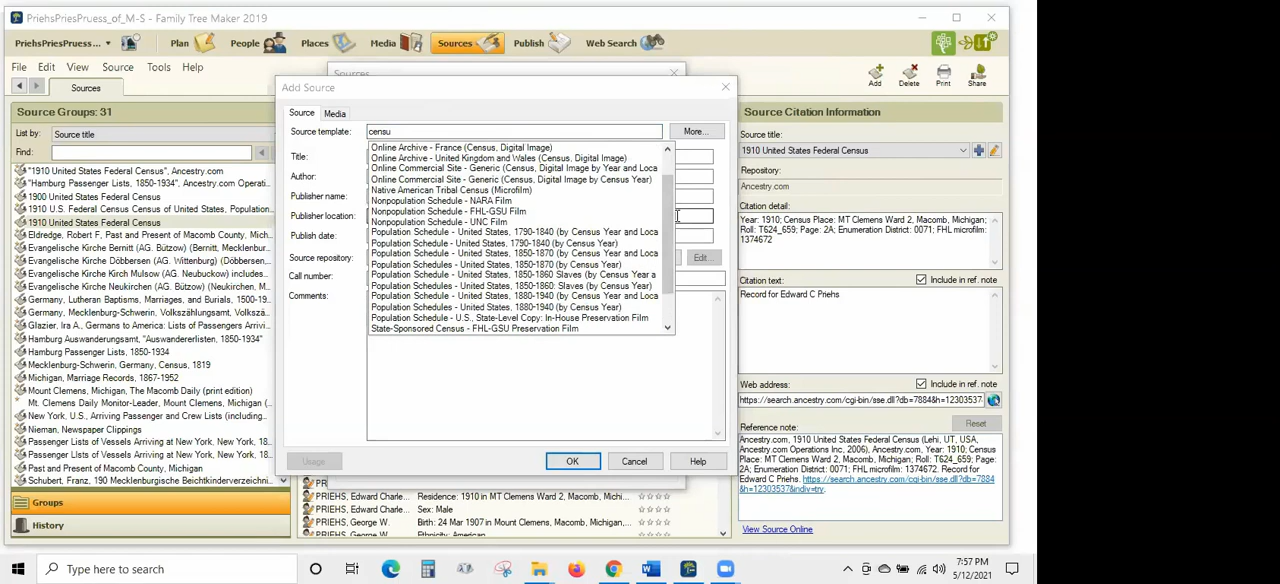 PriehsPriesPruess_of_M-S - Family Tree Maker 2019
PriehsPriesPruess... Plan People Places Media Sources Publish Web Search
File Edit View Source Tools Help
Sources
Add Delete Print Share
Source Groups: 31
List by: Source title
Find:
"1910 United States Federal Census", Ancestry.com
"Hamburg Passenger Lists, 1850-1934", Ancestry.com Operati...
1900 United States Federal Census
1910 U.S. Federal Census United States of Population, ...
1910 United States Federal Census
Eldredge, Robert F, Past and Present of Macomb County, ...
Evangelische Kirche Bernitt (AG. Bützow) (Bernitt, Meckle...
Evangelische Kirche Döbbersen (AG. Wittenburg) (Döbbersen, ...
Evangelische Kirche Kirch Mulsow (AG. Neubuckow) (includes...
Evangelische Kirche Neukirchen (AG. Bützow) (Neukirchen, M...
Germany, Lutheran Baptisms, Marriages, and Burials, 1500-19...
Germany, Mecklenburg-Schwerin, Volkszählungsamt, Volkszä...
Glazier, Ira A., Germans to America: Lists of Passengers Arrivi...
Hamburg Auswanderungsamt, "Auswandererlisten, 1850-1934"
Hamburg Passenger Lists, 1850-1934
Mecklenburg-Schwerin, Germany, Census, 1819
Michigan, Marriage Records, 1867-1952
Mount Clemens, Michigan, The Macomb Daily (print edition)
Mt. Clemens Daily Monitor-Leader, Mount Clemens, Michigan
New York, U.S., Arriving Passenger and Crew Lists (including...
Nieman, Newspaper Clippings
Passenger Lists of Vessels Arriving at New York, New York, 18...
Passenger Lists of Vessels Arriving at New York, New York, 18...
Past and Present of Macomb County
Schubert, Franz, 190 Mecklenburgische Beichtkinderverzeichni...
Groups
History
Sources
Add Source
Source Media
Source template: censu More...
Title:
Author:
Publisher name:
Publisher location:
Publish date:
Source repository: Edit...
Call number:
Comments:
Online Archive - France (Census, Digital Image)
Online Archive - United Kingdom and Wales (Census, Digital Image)
Online Commercial Site - Generic (Census, Digital Image by Year and Loca
Online Commercial Site - Generic (Census, Digital Image by Census Year)
Native American Tribal Census (Microfilm)
Nonpopulation Schedule - NARA Film
Nonpopulation Schedule - FHL-GSU Film
Nonpopulation Schedule - UNC Film
Population Schedule - United States, 1790-1840 (by Census Year and Loca
Population Schedule - United States, 1790-1840 (by Census Year)
Population Schedule - United States, 1850-1870 (by Census Year and Loca
Population Schedule - United States, 1850-1870 (by Census Year)
Population Schedule - United States, 1850-1860 Slaves (by Census Year a
Population Schedule - United States, 1850-1860: Slaves (by Census Year)
Population Schedules - United States, 1880-1940 (by Census Year and Loca
Population Schedules - United States, 1880-1940 (by Census Year)
Population Schedule - U.S., State-Level Copy: In-House Preservation Film
State-Sponsored Census - FHL-GSU Preservation Film
Usage OK Cancel Help
PRIEHS, Edward Charle... Residence: 1910 in MT Clemens Ward 2, Macomb, Michigan...
PRIEHS, Edward Charle... Sex: Male
PRIEHS, George W. Birth: 24 Mar 1907 in Mount Clemens, Macomb, Michigan,...
PRIEHS, George W. Ethnicity: American
Source Citation Information
Source title:
1910 United States Federal Census
Repository:
Ancestry.com
Citation detail:
Year: 1910; Census Place: MT Clemens Ward 2, Macomb, Michigan;
Roll: T624_659; Page: 2A; Enumeration District: 0071; FHL microfilm:
1374672
Citation text: Include in ref. note
Record for Edward C Priehs
Web address: Include in ref. note
https://search.ancestry.com/cgi-bin/sse.dll?db=7884&h=12303537&
Reference note: Reset
Ancestry.com, 1910 United States Federal Census (Lehi, UT, USA,
Ancestry.com Operations Inc, 2006), Ancestry.com, Year: 1910;
Census Place: MT Clemens Ward 2, Macomb, Michigan; Roll: T624_659; Page:
2A; Enumeration District: 0071; FHL microfilm: 1374672. Record for
Edward C Priehs. https://search.ancestry.com/cgi-bin/sse.dll?db=7884
&h=12303537&indiv=try.
View Source Online
Type here to search
7:57 PM
5/12/2021